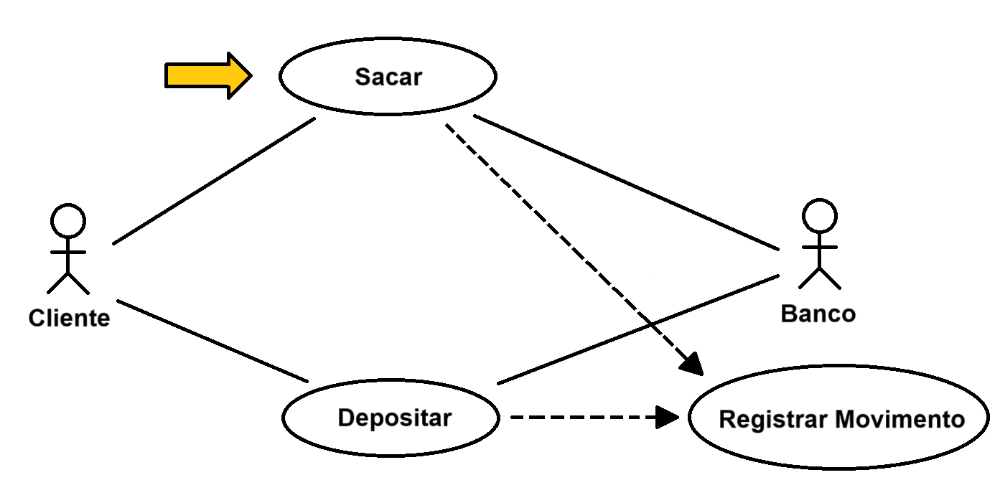 Sacar
Cliente
Banco
Depositar
Registrar Movimento